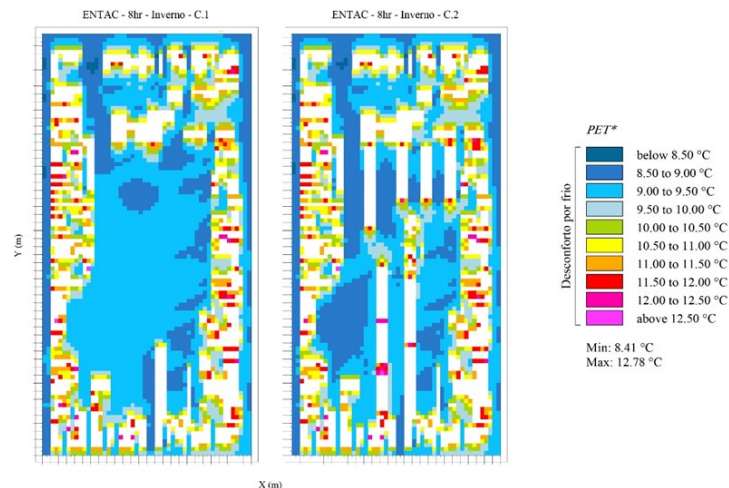 ENTAC - 8hr - Inverno - C.1
ENTAC - 8hr - Inverno - C.2
Y (m)
X (m)
PET*
Desconforto por frio
below 8.50 °C
8.50 to 9.00 °C
9.00 to 9.50 °C
9.50 to 10.00 °C
10.00 to 10.50 °C
10.50 to 11.00 °C
11.00 to 11.50 °C
11.50 to 12.00 °C
12.00 to 12.50 °C
above 12.50 °C
Min: 8.41 °C
Max: 12.78 °C